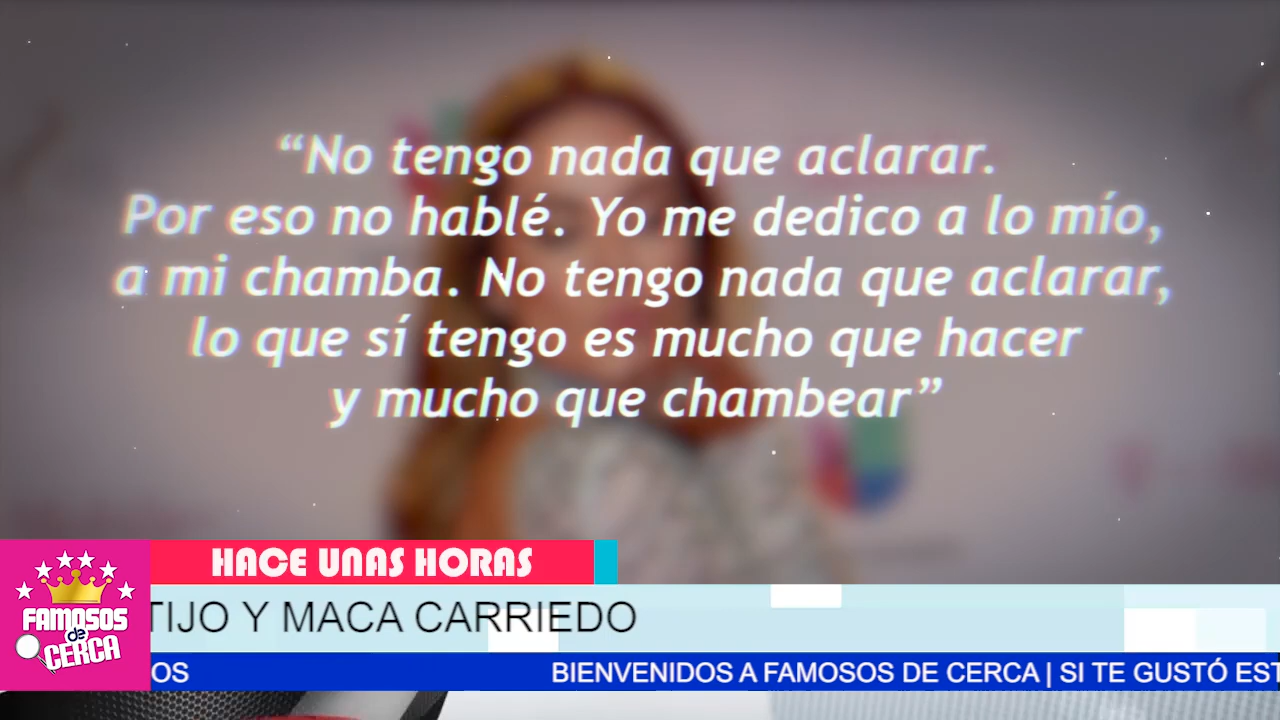 “No tengo nada que aclarar.
Por eso no hablé. Yo me dedico a lo mío,
a mi chamba. No tengo nada que aclarar,
lo que sí tengo es mucho que hacer
y mucho que chambear”
HACE UNAS HORAS
FAMOSOS
de
CERCA
TIJO Y MACA CARRIEDO
OS BIENVENIDOS A FAMOSOS DE CERCA | SI TE GUSTÓ EST